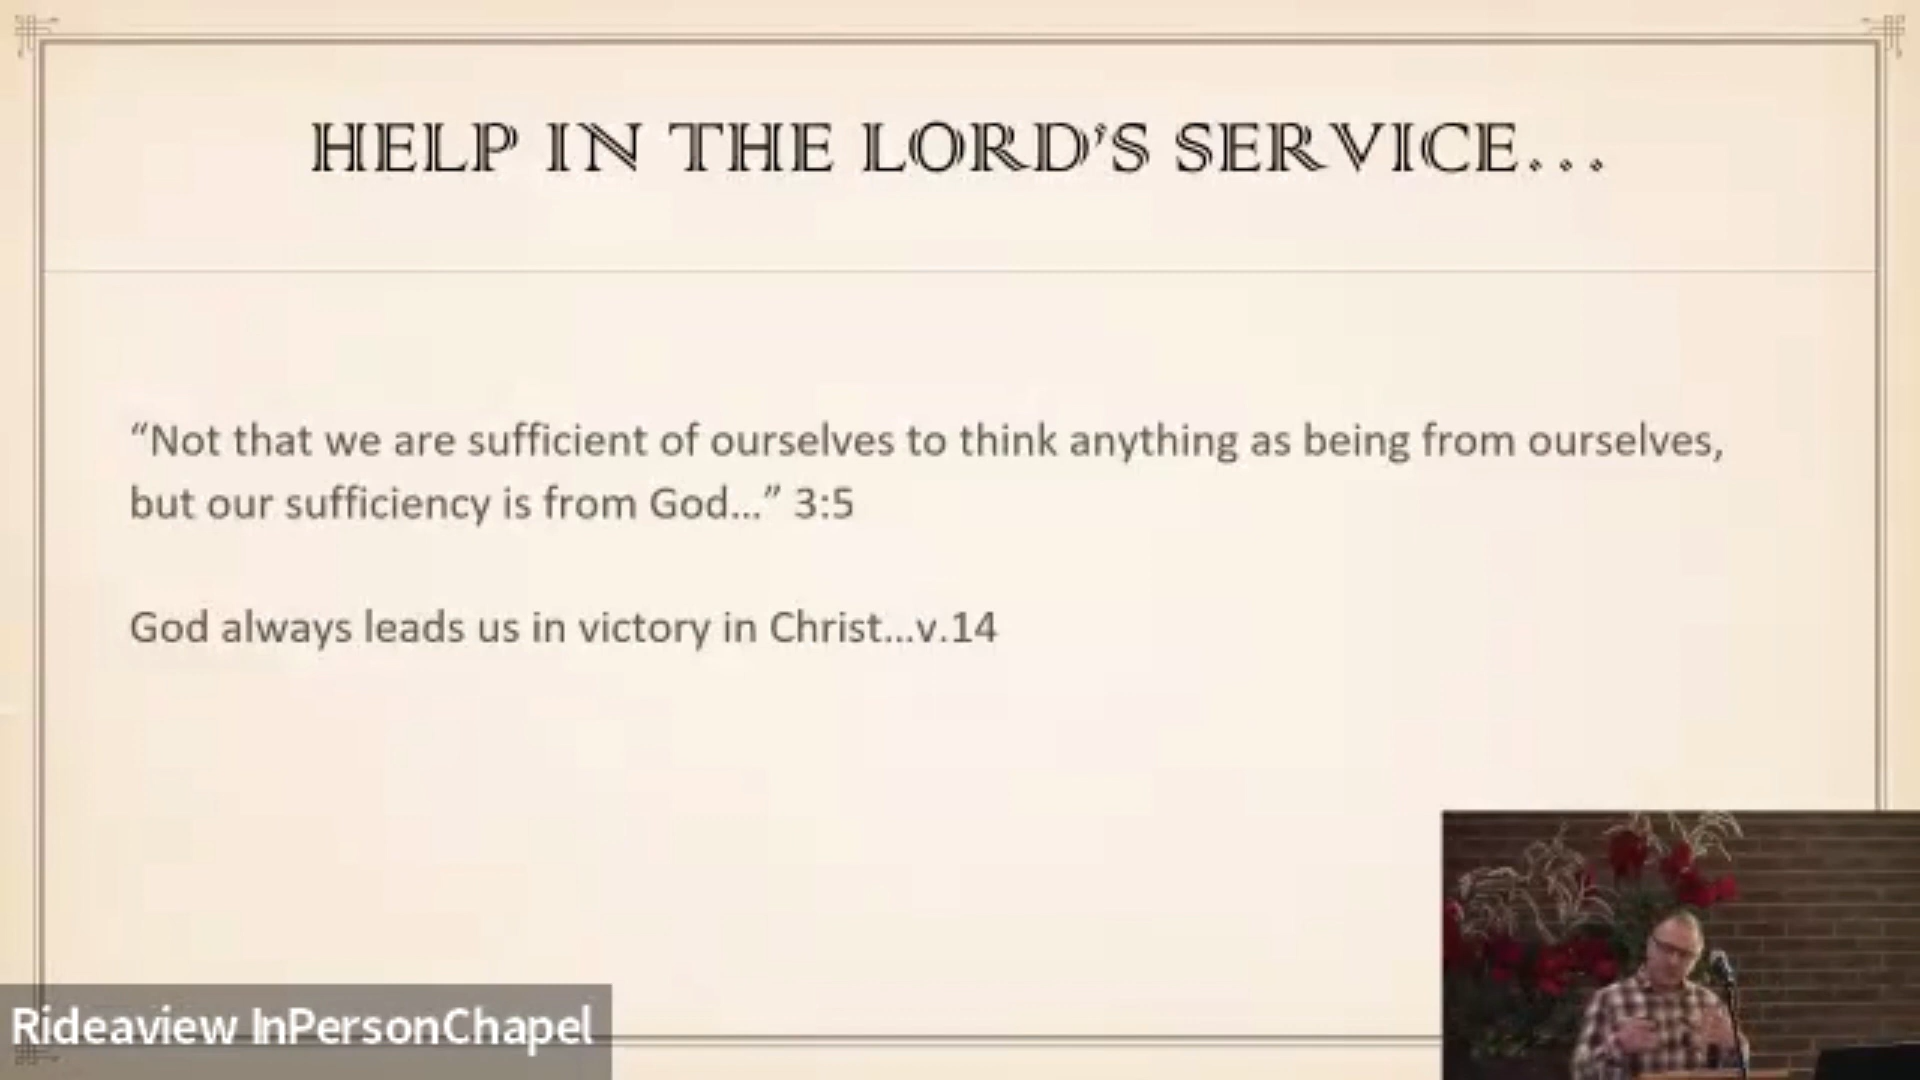 HELP IN THE LORD'S SERVICE...
“Not that we are sufficient of ourselves to think anything as being from ourselves,
but our sufficiency is from God...” 3:5
God always leads us in victory in Christ...v.14
Rideaview InPersonChapel